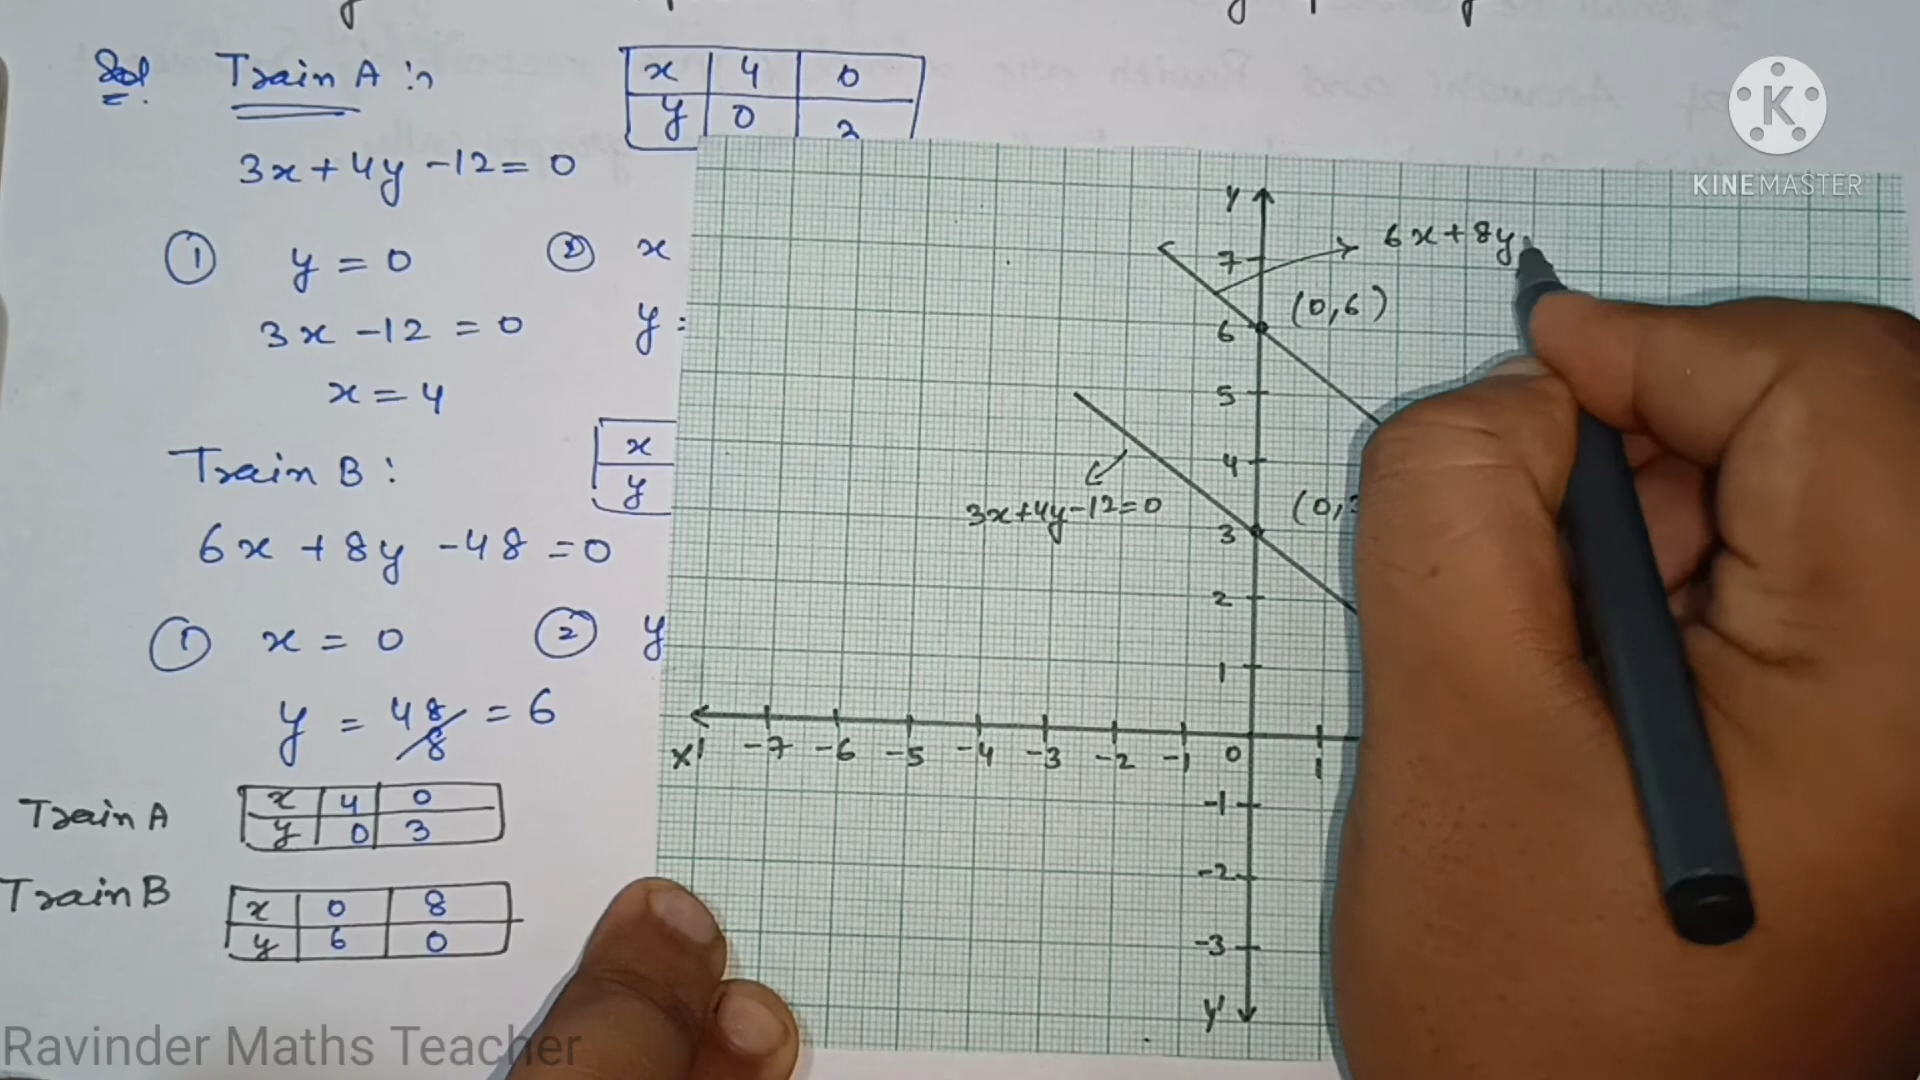 Sol. Train A :-
x 4 0
y 0
3x + 4y - 12 = 0
① y = 0 ② x
3x - 12 = 0 y =
x = 4
Train B :
x
y
6x + 8y - 48 = 0
① x = 0 ② y
y = 48/8 = 6
Train A
x 4 0
y 0 3
Train B
x 0 8
y 6 0
Y
6x + 8y
7
(0,6)
6
5
4
3x+4y-12=0
(0,
3
2
1
X' -7 -6 -5 -4 -3 -2 -1 0 1
-1
-2
-3
Y'
K
KINEMASTER
Ravinder Maths Teacher